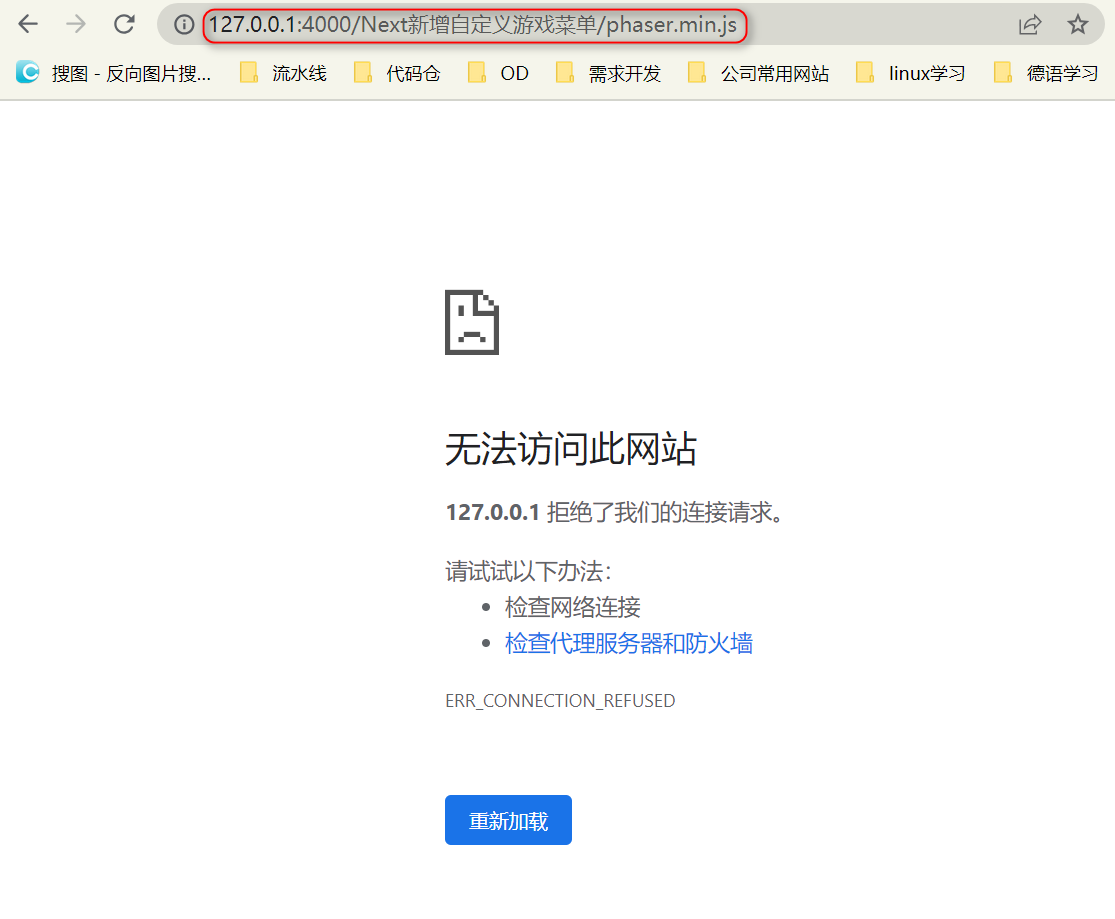 127.0.0.1:4000/Next新增自定义游戏菜单/phaser.min.js
搜图 - 反向图片搜... 流水线 代码仓 OD 需求开发 公司常用网站 linux学习 德语学习
无法访问此网站
127.0.0.1 拒绝了我们的连接请求。
请试试以下办法：
检查网络连接
检查代理服务器和防火墙
ERR_CONNECTION_REFUSED
重新加载